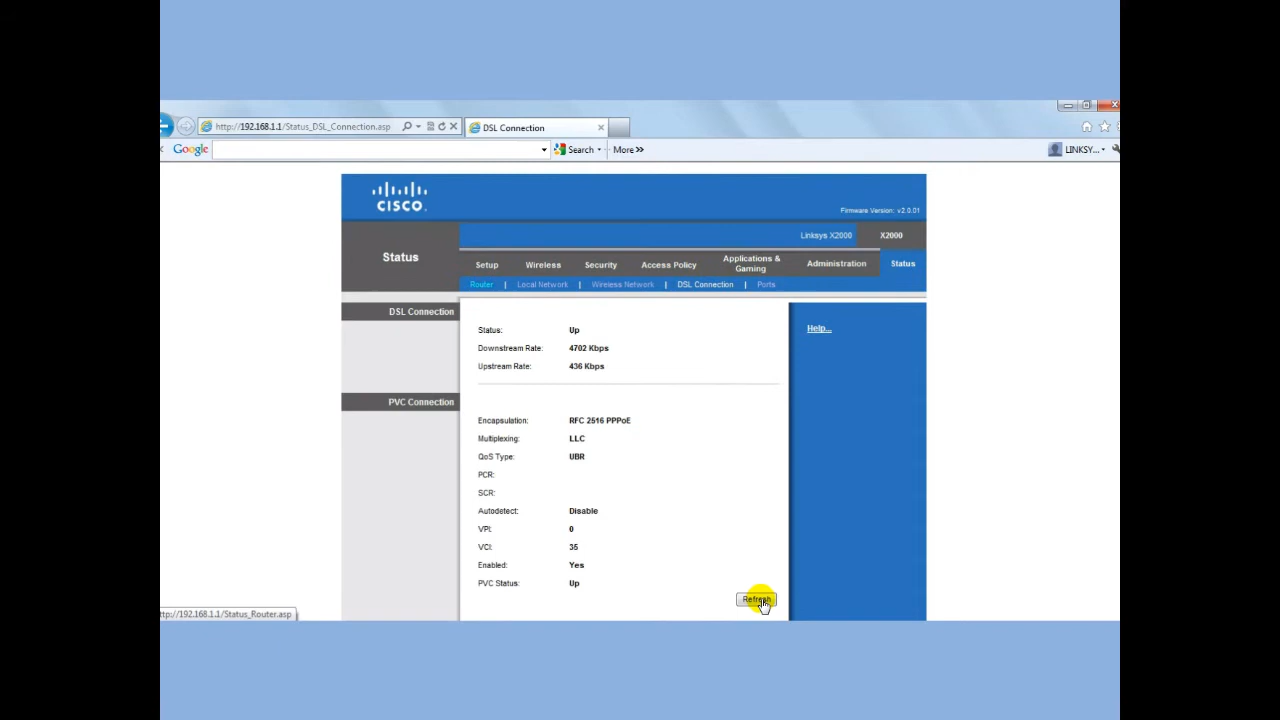 http://192.168.1.1/Status_DSL_Connection.asp
DSL Connection
Google
Search
More »
LINKSY...
CISCO.
Firmware Version: v2.0.01
Linksys X2000
X2000
Status
Setup
Wireless
Security
Access Policy
Applications &
Gaming
Administration
Status
Router | Local Network | Wireless Network | DSL Connection | Ports
DSL Connection
Help...
Status: Up
Downstream Rate: 4702 Kbps
Upstream Rate: 436 Kbps
PVC Connection
Encapsulation: RFC 2516 PPPoE
Multiplexing: LLC
QoS Type: UBR
PCR:
SCR:
Autodetect: Disable
VPI: 0
VCI: 35
Enabled: Yes
PVC Status: Up
Refresh
ttp://192.168.1.1/Status_Router.asp